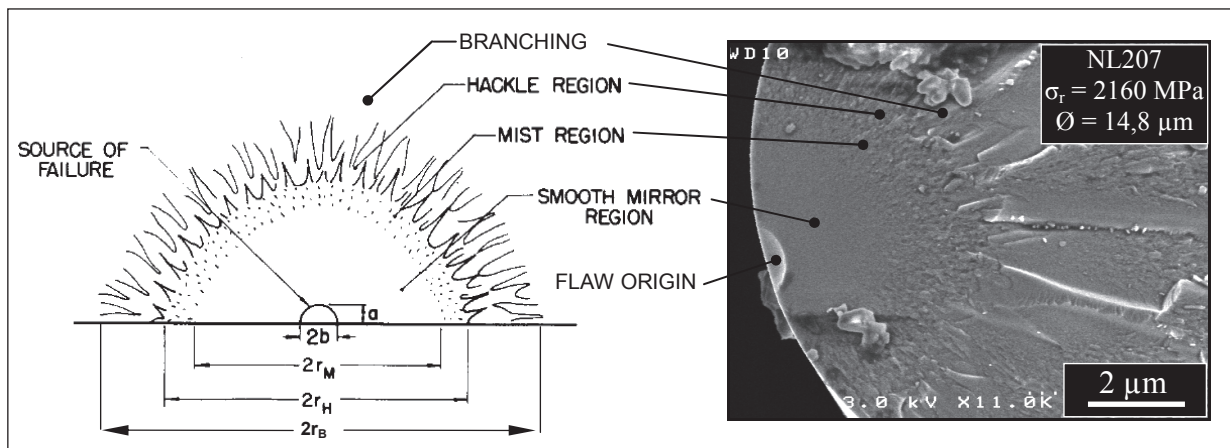 BRANCHING
HACKLE REGION
MIST REGION
SOURCE OF
FAILURE
SMOOTH MIRROR
REGION
FLAW ORIGIN
a
2b
2r_M
2r_H
2r_B
WD10
NL207
σr = 2160 MPa
Ø = 14,8 µm
2 µm
3.0 kV X11.0K